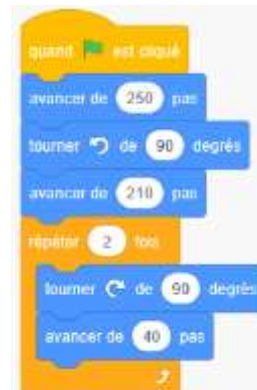 quand est cliqué
avancer de 250 pas
tourner de 90 degrés
avancer de 210 pas
répéter 2 fois
tourner de 90 degrés
avancer de 40 pas